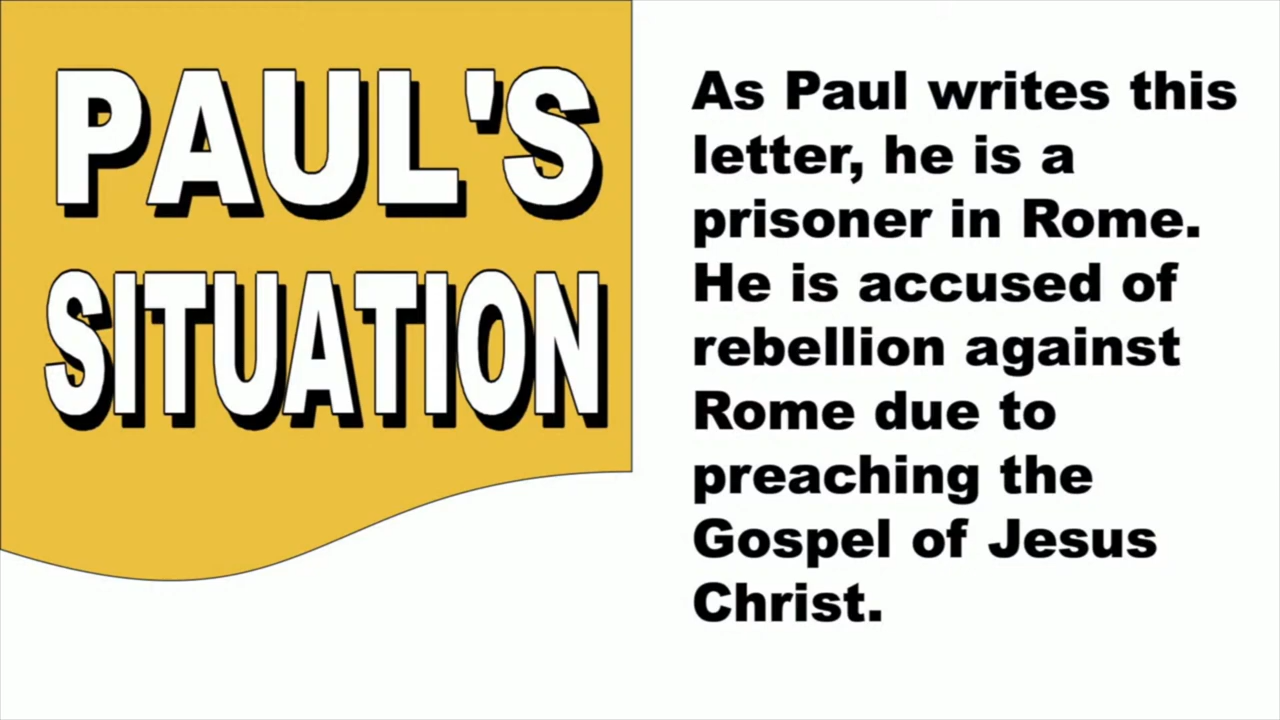 PAUL'S
SITUATION
As Paul writes this
letter, he is a
prisoner in Rome.
He is accused of
rebellion against
Rome due to
preaching the
Gospel of Jesus
Christ.